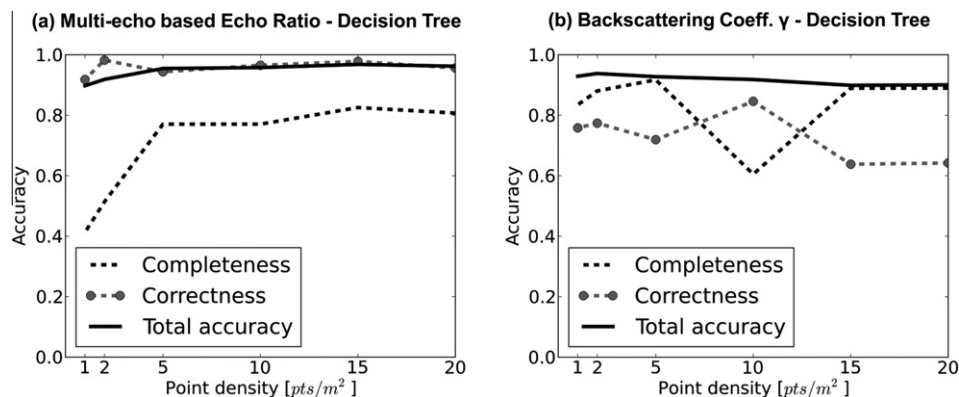 (a) Multi-echo based Echo Ratio - Decision Tree
1.0
0.8
0.6
0.4
0.2
0.0
Accuracy
Completeness
Correctness
Total accuracy
1 2 5 10 15 20
Point density [pts/m² ]
(b) Backscattering Coeff. γ - Decision Tree
1.0
0.8
0.6
0.4
0.2
0.0
Accuracy
Completeness
Correctness
Total accuracy
1 2 5 10 15 20
Point density [pts/m² ]